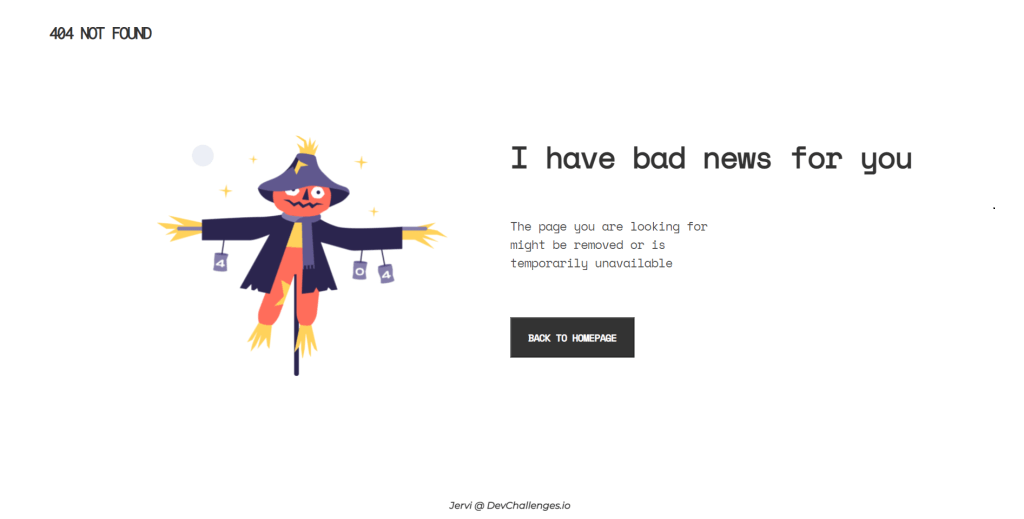 404 NOT FOUND
I have bad news for you
The page you are looking for
might be removed or is
temporarily unavailable
4
0
4
BACK TO HOMEPAGE
Jervi @ DevChallenges.io